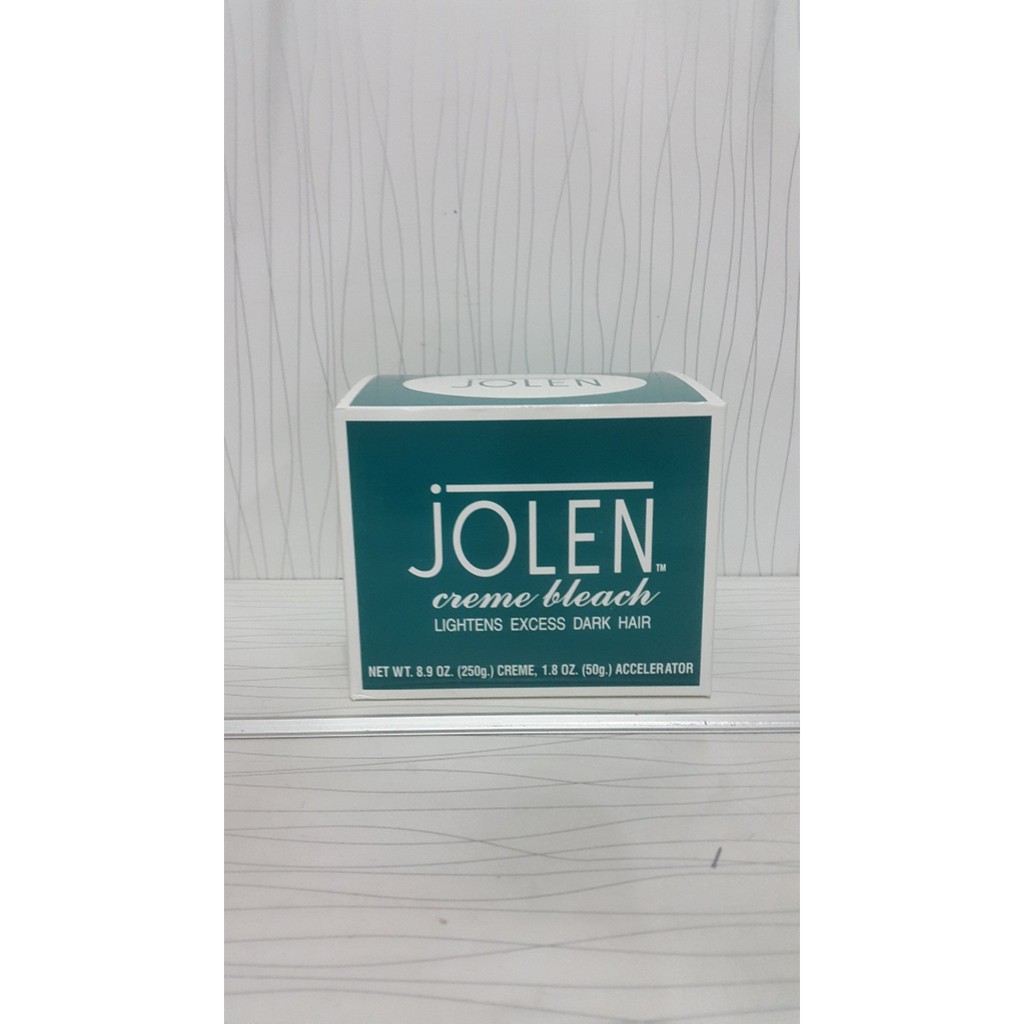 JOLEN
jOLEN™
creme bleach
LIGHTENS EXCESS DARK HAIR
NET WT. 8.9 OZ. (250g.) CREME, 1.8 OZ. (50g.) ACCELERATOR